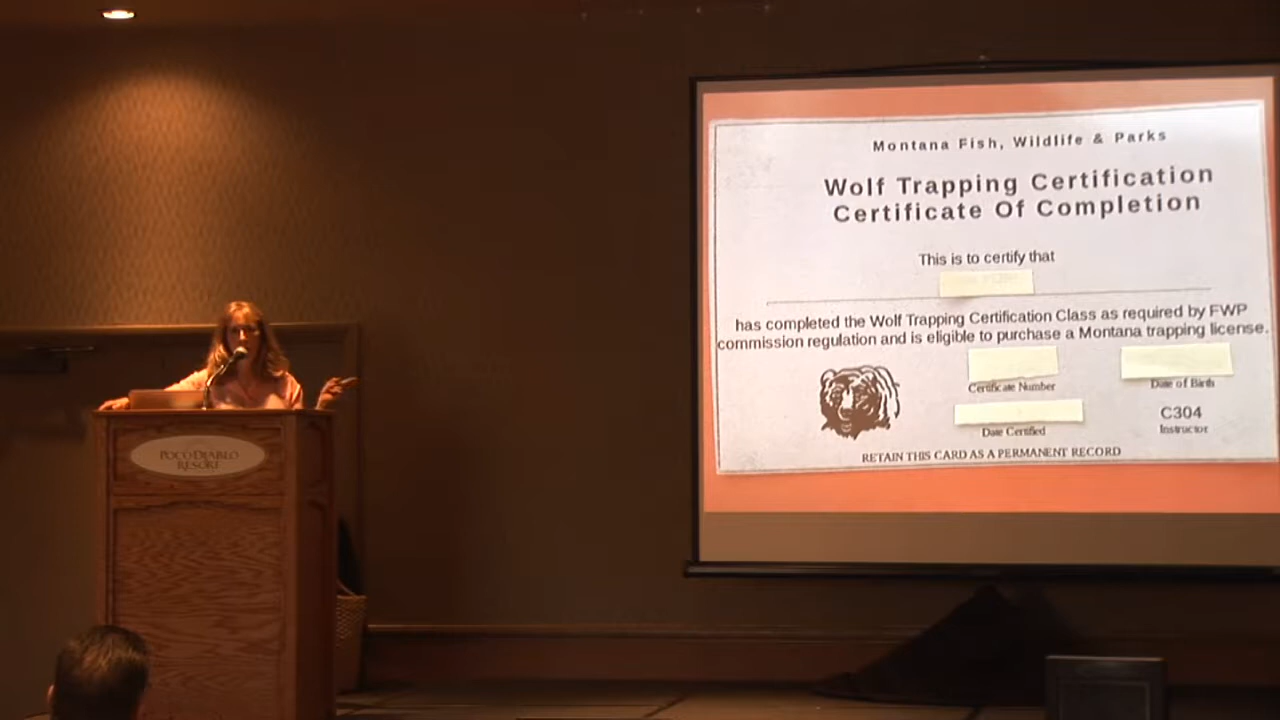 POCO DIABLO
RESORT
Montana Fish, Wildlife & Parks
Wolf Trapping Certification
Certificate Of Completion
This is to certify that
has completed the Wolf Trapping Certification Class as required by FWP
commission regulation and is eligible to purchase a Montana trapping license.
Certificate Number
Date of Birth
Date Certified
C304
Instructor
RETAIN THIS CARD AS A PERMANENT RECORD